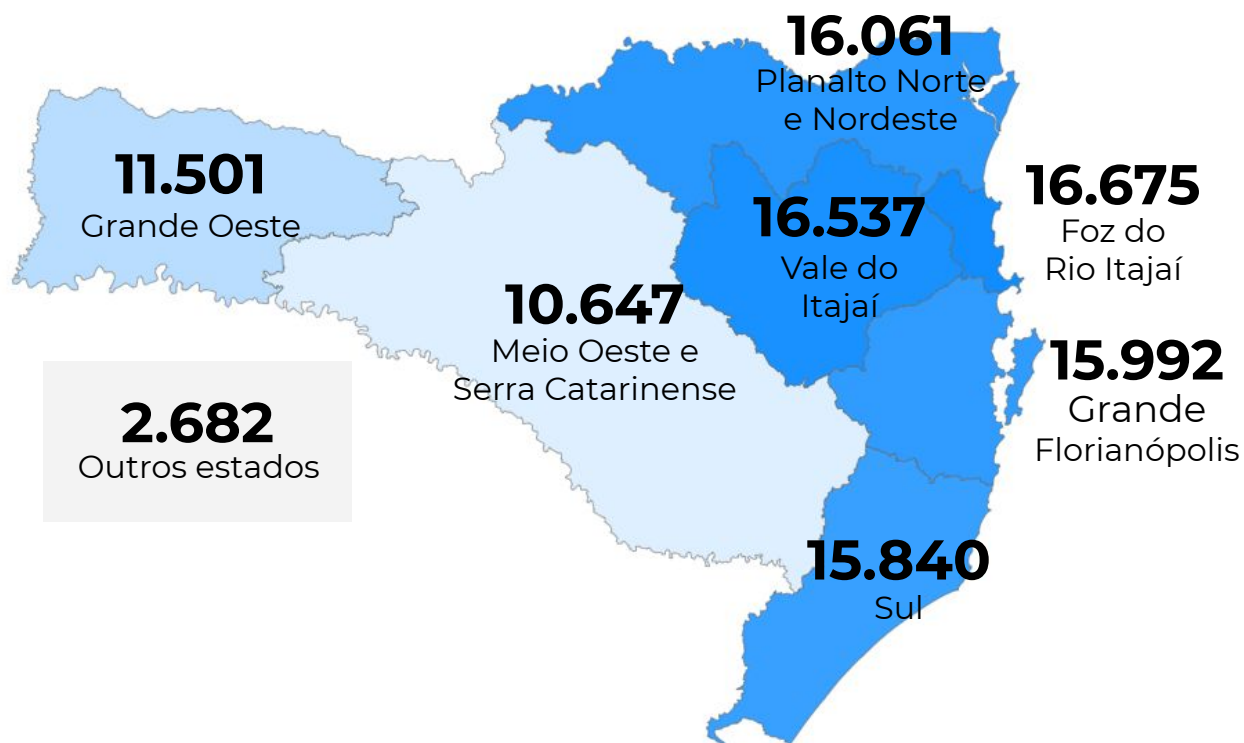 16.061
Planalto Norte
e Nordeste
11.501
Grande Oeste
16.537
Vale do
Itajaí
16.675
Foz do
Rio Itajaí
10.647
Meio Oeste e
Serra Catarinense
15.992
Grande
Florianópolis
2.682
Outros estados
15.840
Sul